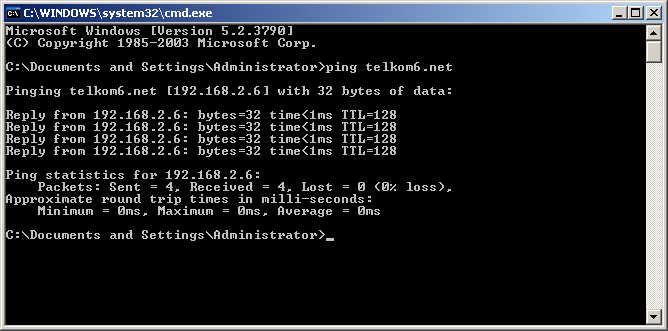 C:\WINDOWS\system32\cmd.exe
Microsoft Windows [Version 5.2.3790]
(C) Copyright 1985-2003 Microsoft Corp.
C:\Documents and Settings\Administrator>ping telkom6.net
Pinging telkom6.net [192.168.2.6] with 32 bytes of data:
Reply from 192.168.2.6: bytes=32 time<1ms TTL=128
Reply from 192.168.2.6: bytes=32 time<1ms TTL=128
Reply from 192.168.2.6: bytes=32 time<1ms TTL=128
Reply from 192.168.2.6: bytes=32 time<1ms TTL=128
Ping statistics for 192.168.2.6:
    Packets: Sent = 4, Received = 4, Lost = 0 (0% loss),
Approximate round trip times in milli-seconds:
    Minimum = 0ms, Maximum = 0ms, Average = 0ms
C:\Documents and Settings\Administrator>_